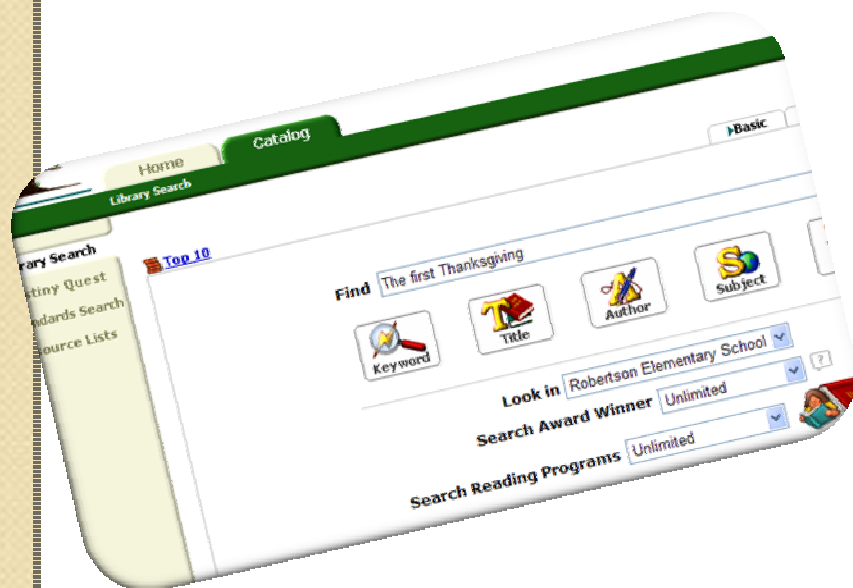 Home
Catalog
Library Search
Basic
rary Search
tiny Quest
ndards Search
ource Lists
Top 10
Find The first Thanksgiving
Keyword
Title
Author
Subject
Look in Robertson Elementary School
Search Award Winner Unlimited ?
Search Reading Programs Unlimited